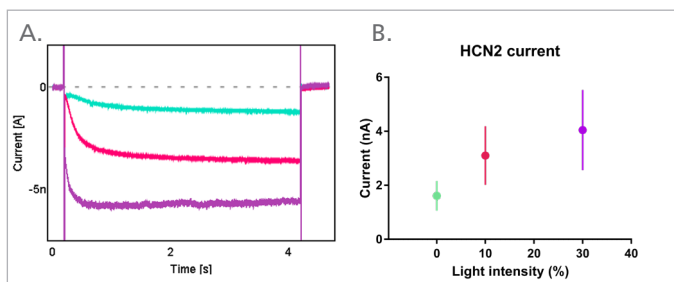 A.
Current [A]
0
-5n
0
2
4
Time [s]
B.
HCN2 current
Current (nA)
6
4
2
0
0
10
20
30
40
Light intensity (%)